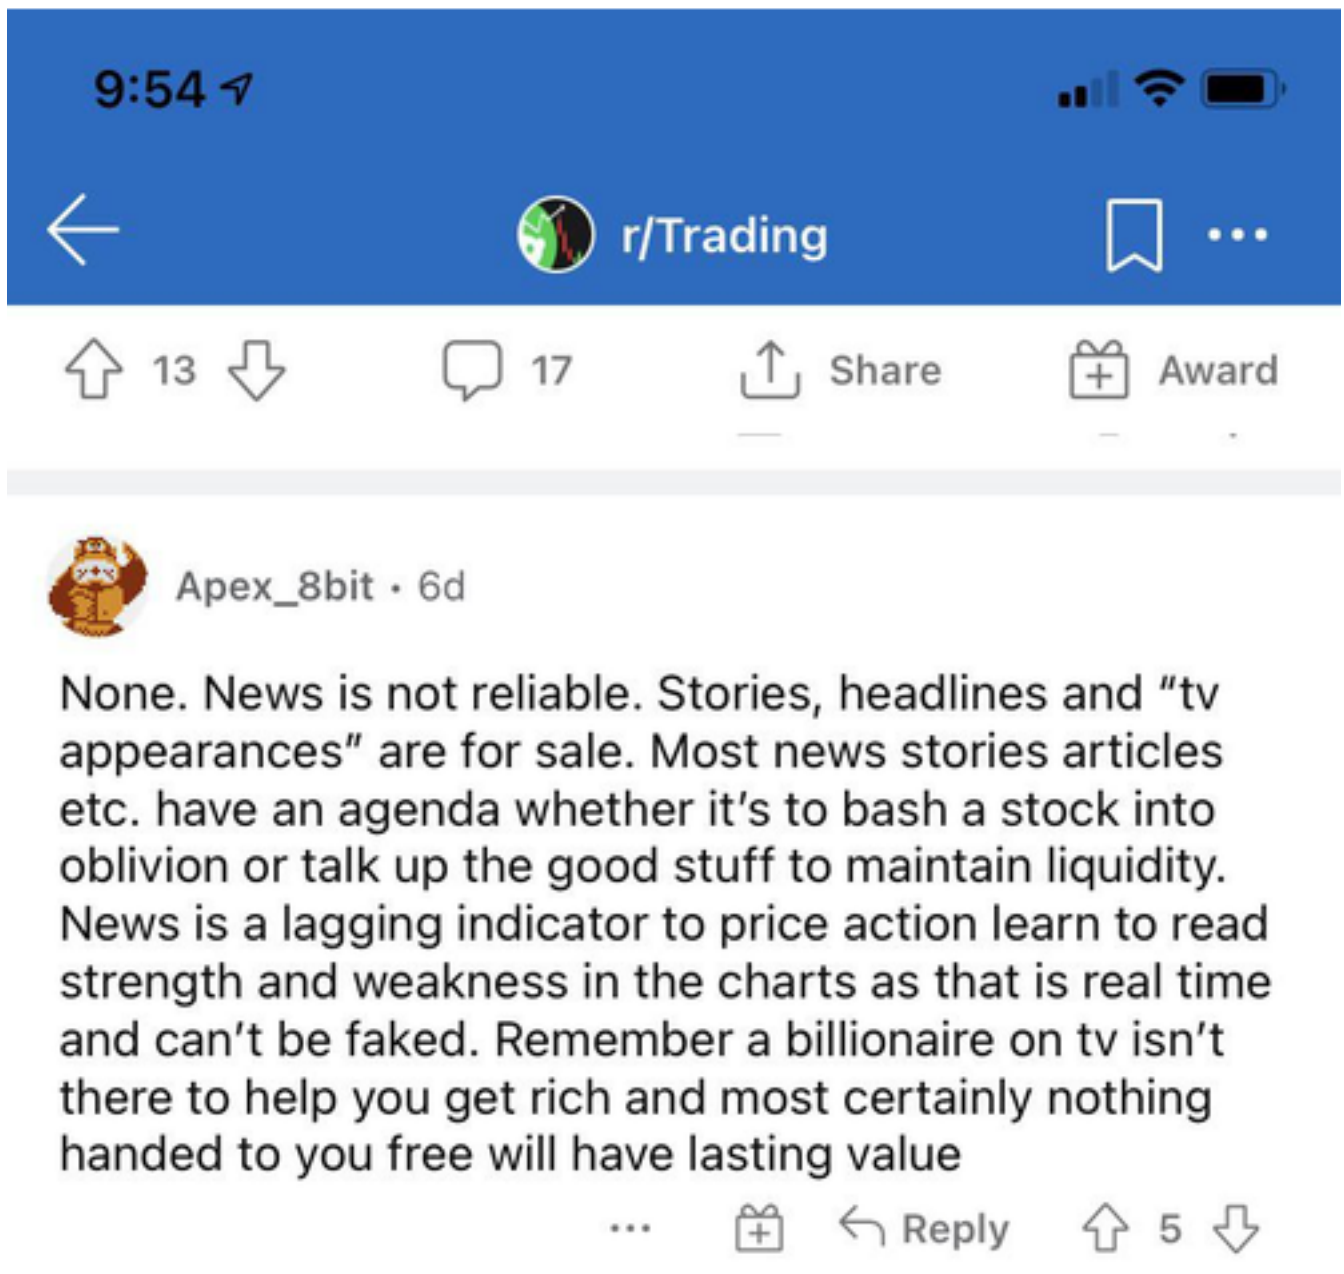 9:54
r/Trading
13 17 Share Award
Apex_8bit • 6d
None. News is not reliable. Stories, headlines and “tv
appearances” are for sale. Most news stories articles
etc. have an agenda whether it’s to bash a stock into
oblivion or talk up the good stuff to maintain liquidity.
News is a lagging indicator to price action learn to read
strength and weakness in the charts as that is real time
and can’t be faked. Remember a billionaire on tv isn’t
there to help you get rich and most certainly nothing
handed to you free will have lasting value
... Reply 5